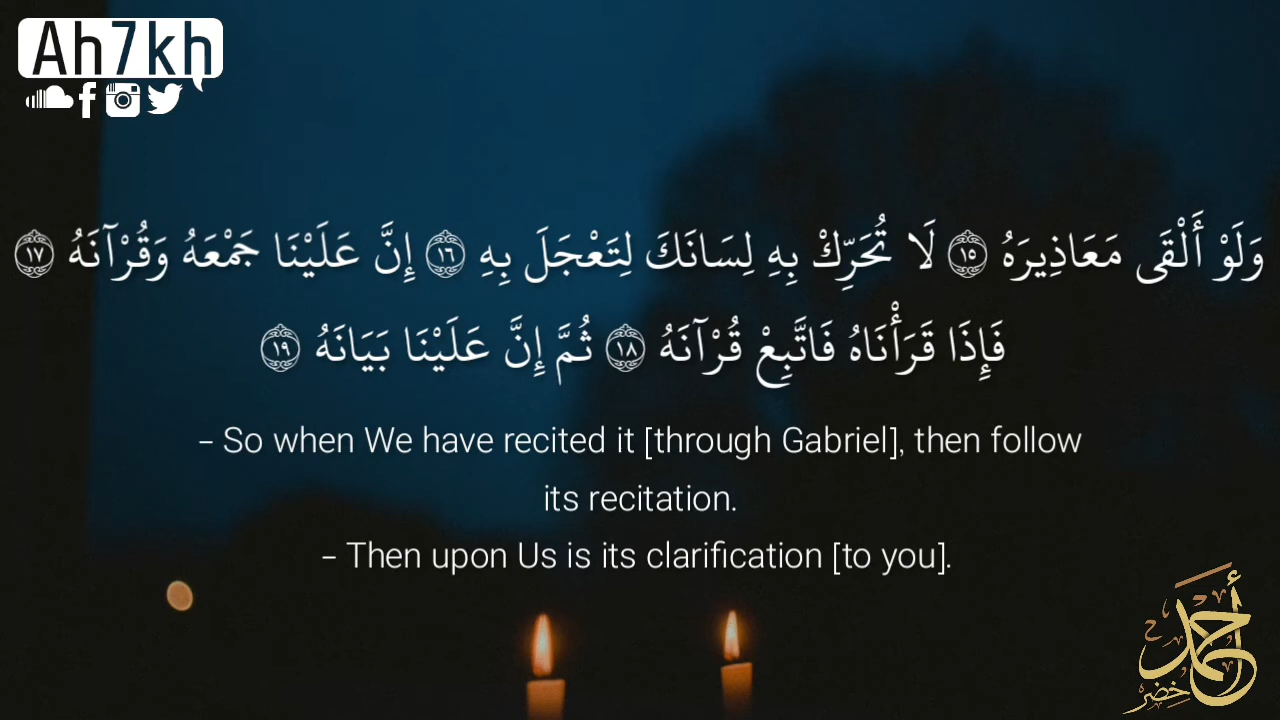 Ah7kh
وَلَوْ أَلْقَى مَعَاذِيرَهُ ١٥ لَا تُحَرِّكْ بِهِ لِسَانَكَ لِتَعْجَلَ بِهِ ١٦ إِنَّ عَلَيْنَا جَمْعَهُ وَقُرْآنَهُ ١٧
فَإِذَا قَرَأْنَاهُ فَاتَّبِعْ قُرْآنَهُ ١٨ ثُمَّ إِنَّ عَلَيْنَا بَيَانَهُ ١٩
– So when We have recited it [through Gabriel], then follow
its recitation.
– Then upon Us is its clarification [to you].
أحمد
خضر